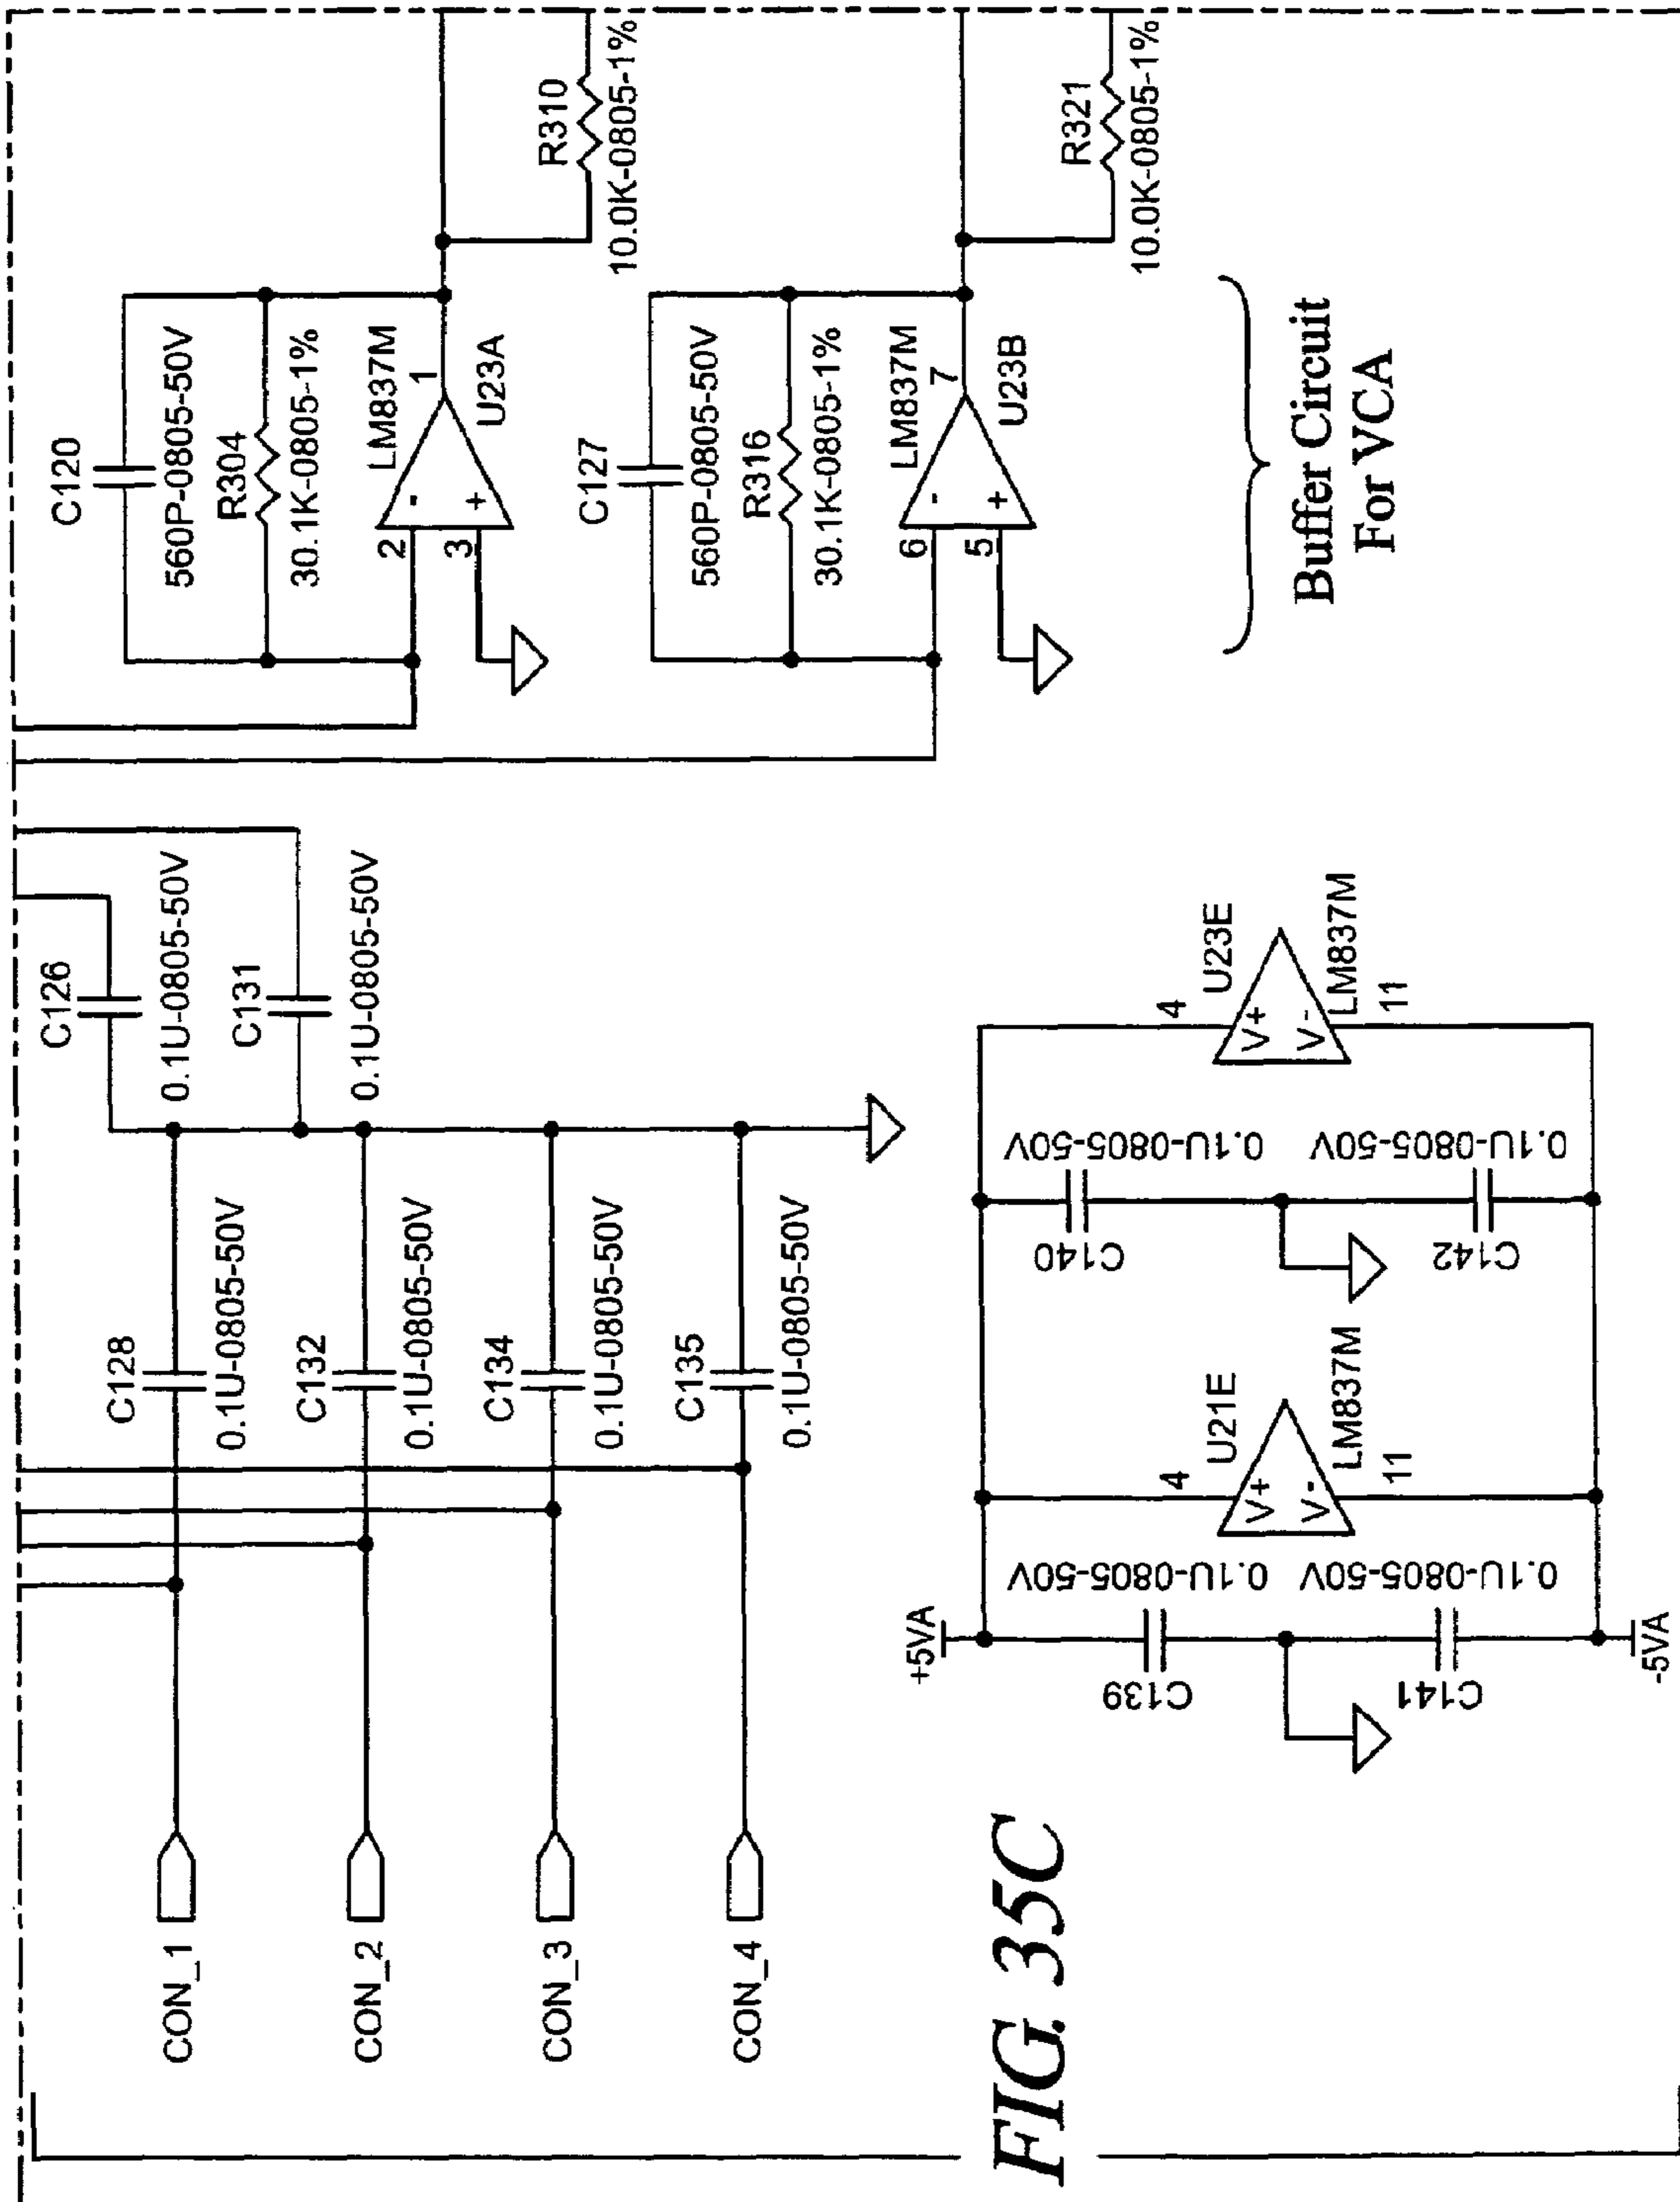 C120
560P-0805-50V
R304
30.1K-0805-1%
LM837M
2
-
3
+
1
U23A
R310
10.0K-0805-1%
C127
560P-0805-50V
R316
30.1K-0805-1%
LM837M
6
-
5
+
7
U23B
R321
10.0K-0805-1%
Buffer Circuit
For VCA
C126
0.1U-0805-50V
C131
0.1U-0805-50V
C128
0.1U-0805-50V
C132
0.1U-0805-50V
C134
0.1U-0805-50V
C135
0.1U-0805-50V
CON_1
CON_2
CON_3
CON_4
+5VA
C139
0.1U-0805-50V
C141
0.1U-0805-50V
-5VA
4
U21E
V+
V-
LM837M
11
C140
0.1U-0805-50V
C142
0.1U-0805-50V
4
U23E
V+
V-
LM837M
11
FIG. 35C